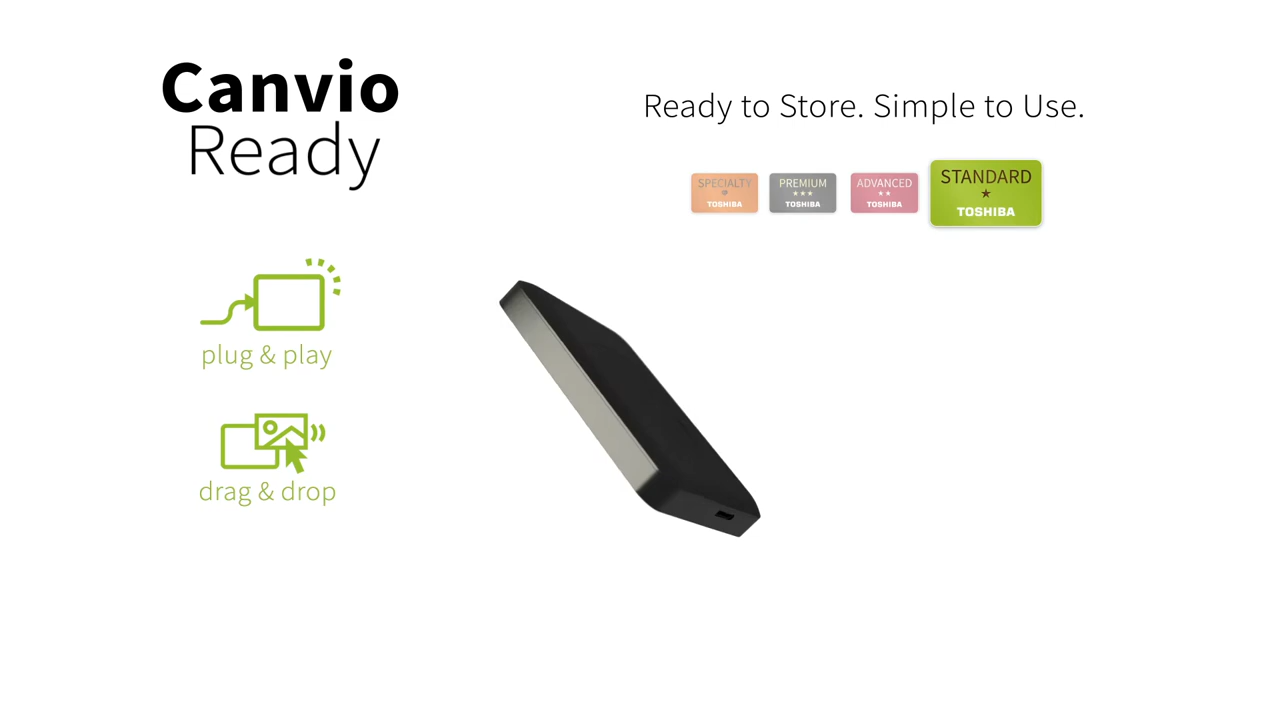 Canvio
Ready
Ready to Store. Simple to Use.
SPECIALTY
TOSHIBA
PREMIUM
★★★
TOSHIBA
ADVANCED
★★
TOSHIBA
STANDARD
★
TOSHIBA
plug & play
drag & drop